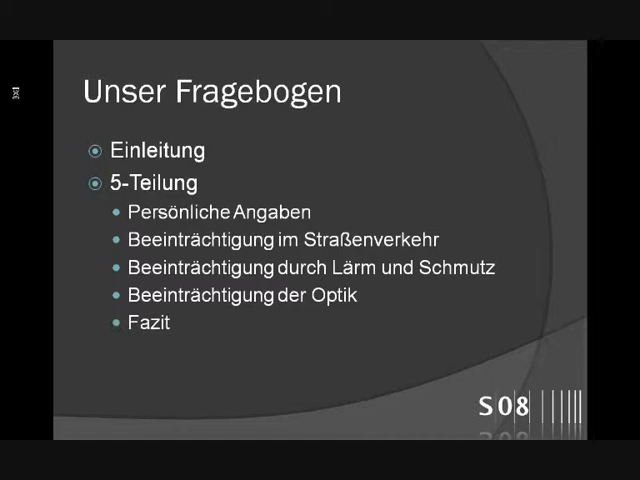 Unser Fragebogen
Einleitung
5-Teilung
Persönliche Angaben
Beeinträchtigung im Straßenverkehr
Beeinträchtigung durch Lärm und Schmutz
Beeinträchtigung der Optik
Fazit
S08